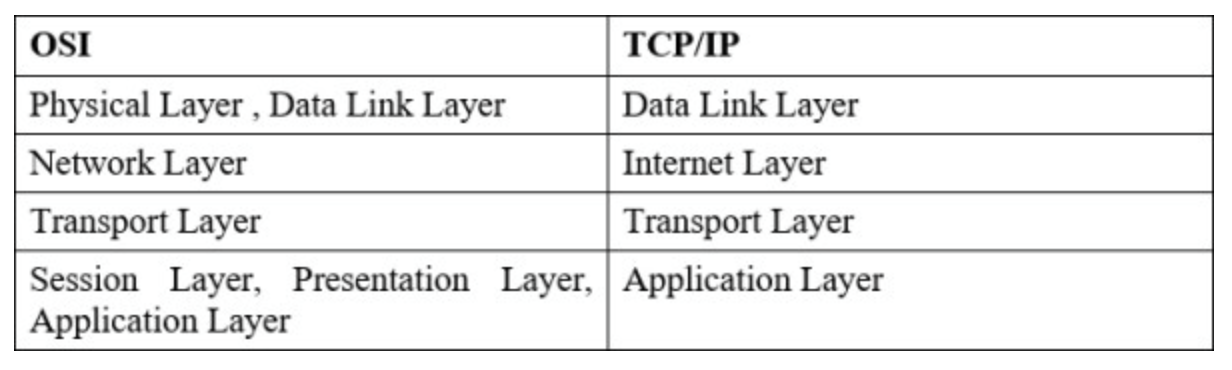 OSI TCP/IP
Physical Layer , Data Link Layer Data Link Layer
Network Layer Internet Layer
Transport Layer Transport Layer
Session Layer, Presentation Layer, Application Layer
Application Layer